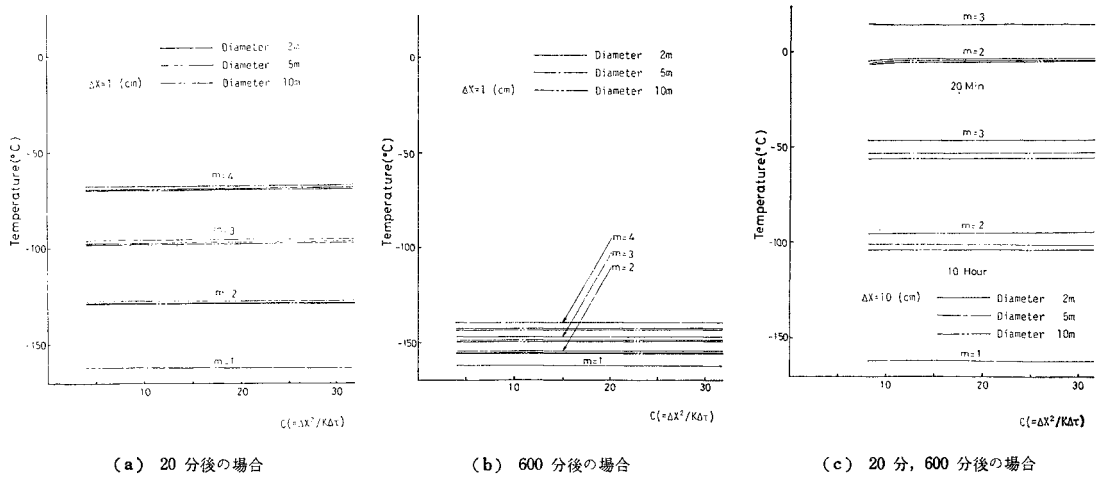 0
-50
-100
-150
Temperature(°C)
Diameter 2m
Diameter 5m
Diameter 10m
ΔX=1 (cm)
m=4
m=3
m=2
m=1
10
20
30
C(=ΔX²/KΔτ)
(a) 20 分後の場合
0
-50
-100
-150
Temperature(°C)
Diameter 2m
Diameter 5m
Diameter 10m
ΔX=1 (cm)
m=4
m=3
m=2
m=1
10
20
30
C(=ΔX²/KΔτ)
(b) 600 分後の場合
0
-50
-100
-150
Temperature(°C)
m=3
m=2
20 Min
m=3
m=2
10 Hour
ΔX=10 (cm)
Diameter 2m
Diameter 5m
Diameter 10m
m=1
10
20
30
C(=ΔX²/KΔτ)
(c) 20 分, 600 分後の場合